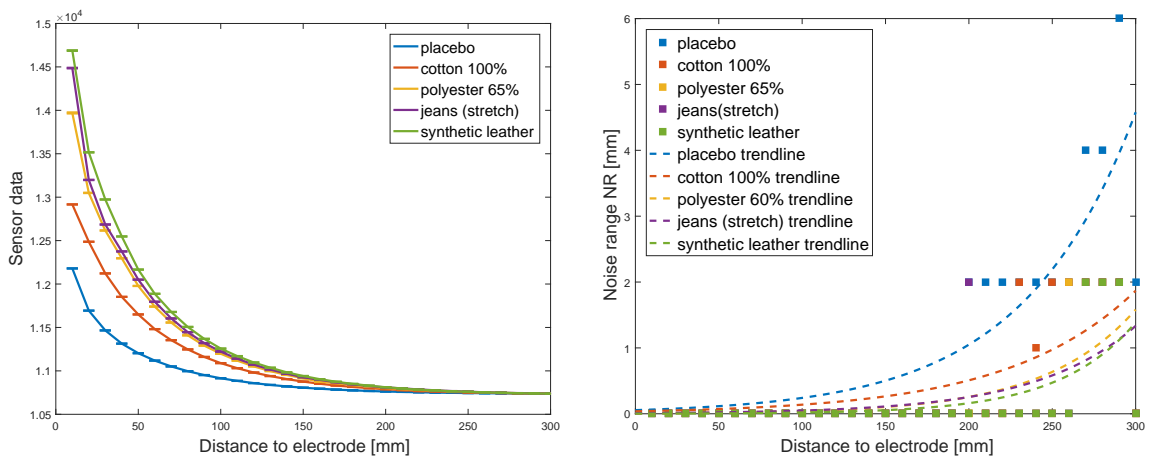 1.5 ×10⁴
1.45
1.4
1.35
1.3
1.25
1.2
1.15
1.1
1.05
Sensor data
placebo
cotton 100%
polyester 65%
jeans (stretch)
synthetic leather
0 50 100 150 200 250 300
Distance to electrode [mm]
6
5
4
3
2
1
0
Noise range NR [mm]
placebo
cotton 100%
polyester 65%
jeans(stretch)
synthetic leather
placebo trendline
cotton 100% trendline
polyester 60% trendline
jeans (stretch) trendline
synthetic leather trendline
0 50 100 150 200 250 300
Distance to electrode [mm]